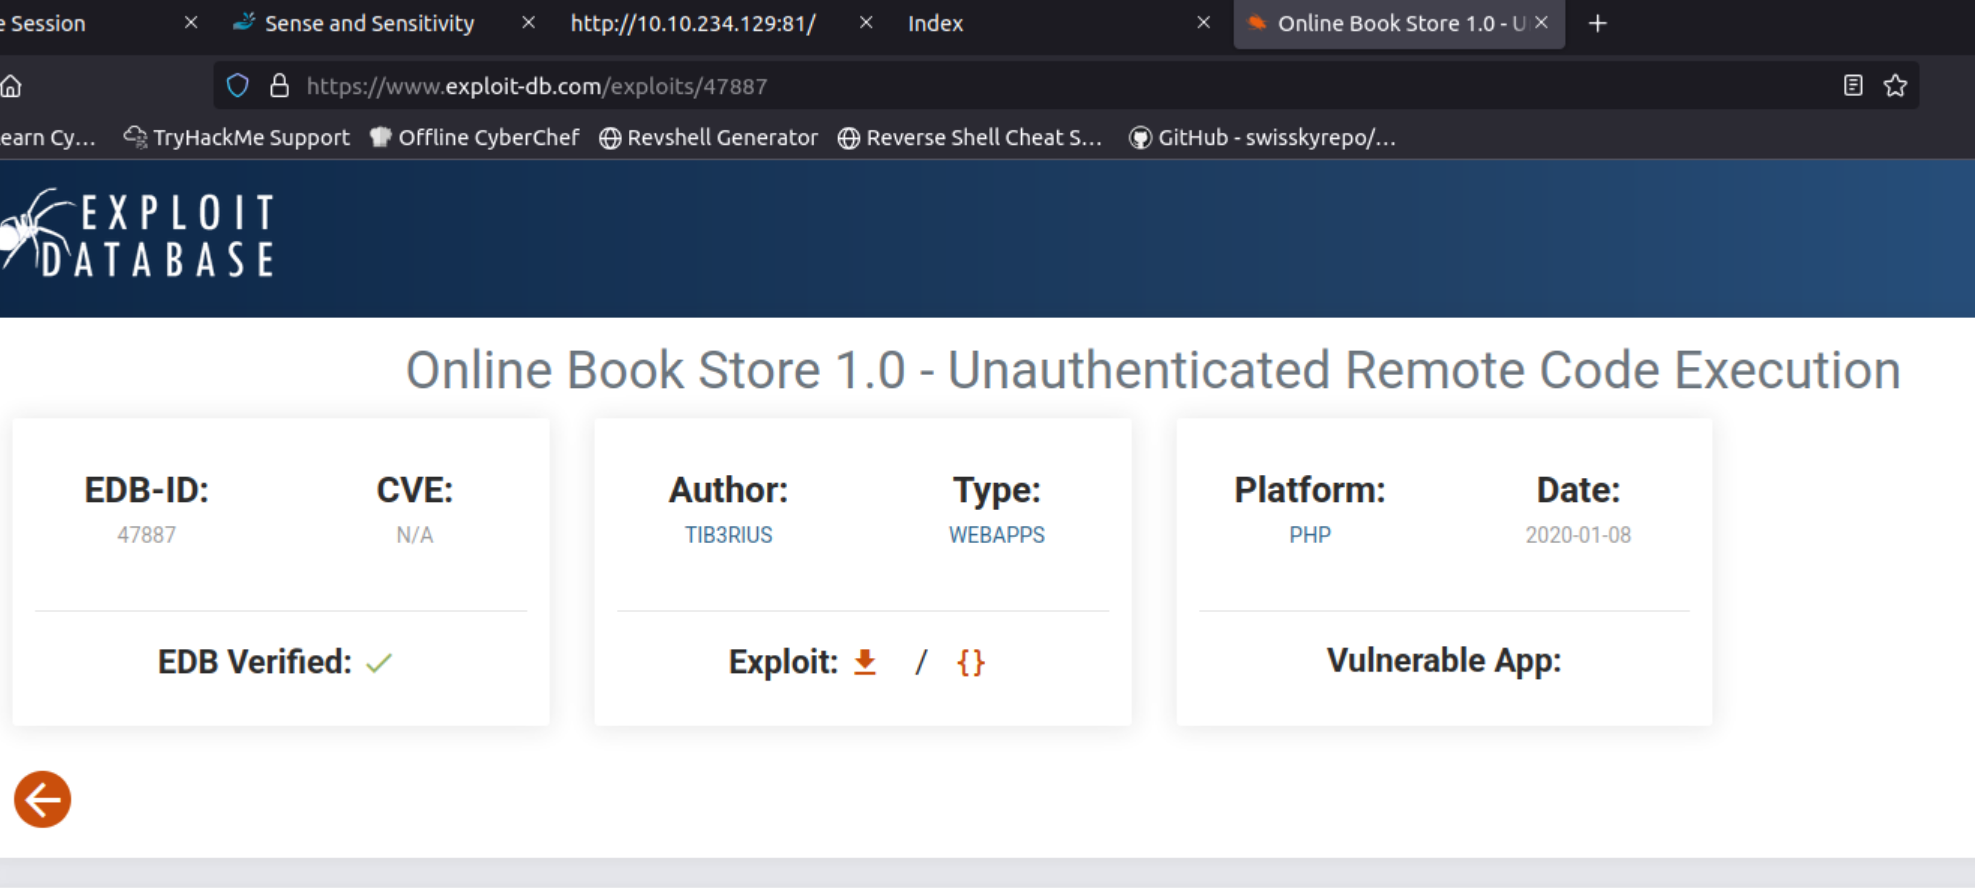 e Session
Sense and Sensitivity
http://10.10.234.129:81/
Index
Online Book Store 1.0 - U
https://www.exploit-db.com/exploits/47887
earn Cy…
TryHackMe Support
Offline CyberChef
Revshell Generator
Reverse Shell Cheat S…
GitHub - swisskyrepo/…
EXPLOIT
DATABASE
Online Book Store 1.0 - Unauthenticated Remote Code Execution
EDB-ID:
47887
CVE:
N/A
EDB Verified:
Author:
TIB3RIUS
Type:
WEBAPPS
Exploit: / {}
Platform:
PHP
Date:
2020-01-08
Vulnerable App: